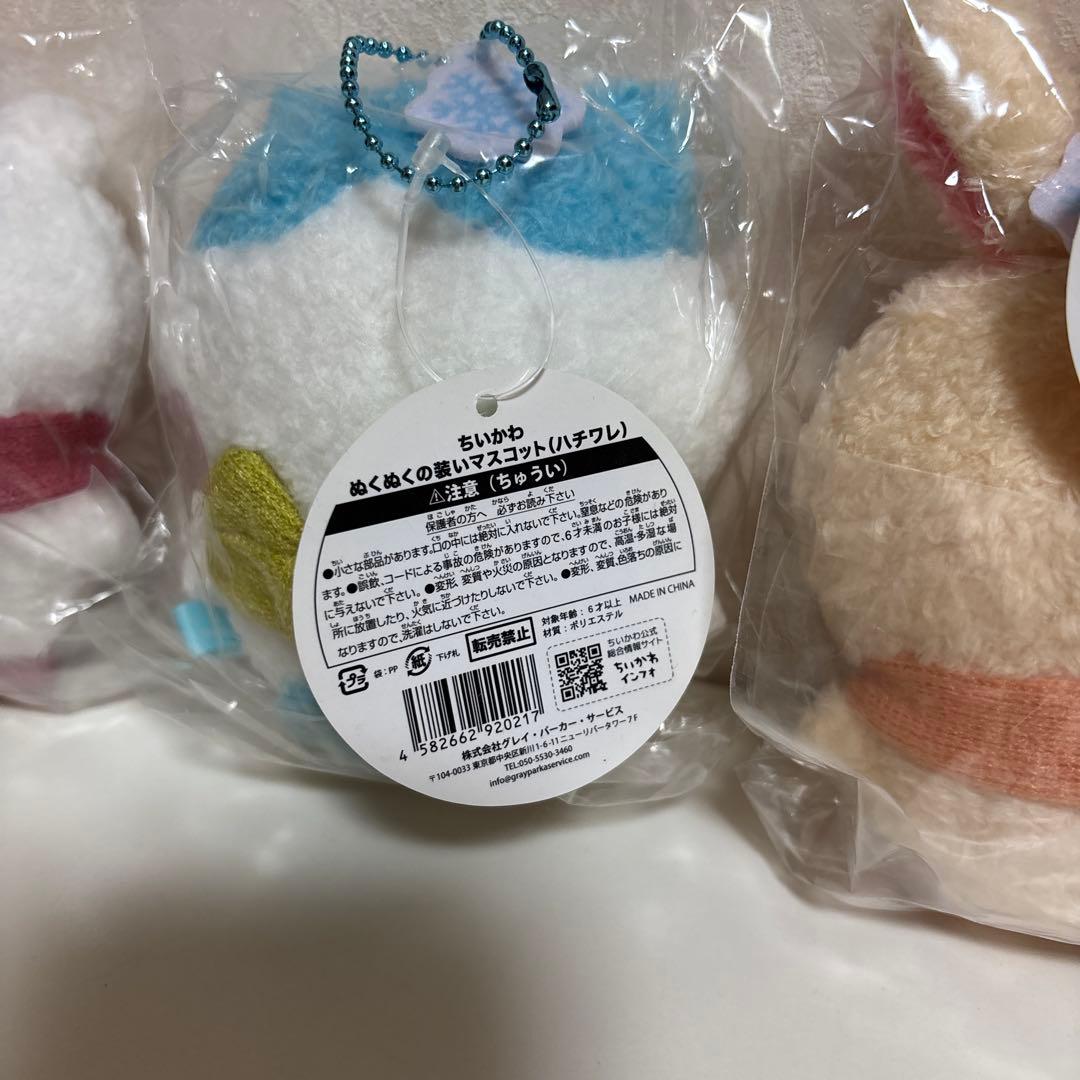 ちいかわ
ぬくぬくの装いマスコット(ハチワレ)
⚠注意(ちゅうい)
保護者の方へ 必ずお読み下さい
●小さな部品があります。口の中には絶対に入れないで下さい。窒息などの危険があり
ます。●誤飲、コードによる事故の危険がありますので、6才未満のお子様には絶対
に与えないで下さい。●変形、変質や火災の原因となりますので、高温・多湿な場
所に放置したり、火気に近づけたりしないで下さい。●変形、変質、色落ちの原因に
なりますので、洗濯はしないで下さい。
対象年齢:6才以上 MADE IN CHINA
材質:ポリエステル
プラ 袋:PP 紙 下げ札 転売禁止
ちいかわ公式
総合情報サイト
ちいかわ
インフォ
4 582662 920217
株式会社グレイ・パーカー・サービス
〒104-0033 東京都中央区新川1-6-11 ニューリバータワー7F
TEL:050-5530-3460
info@grayparkaservice.com